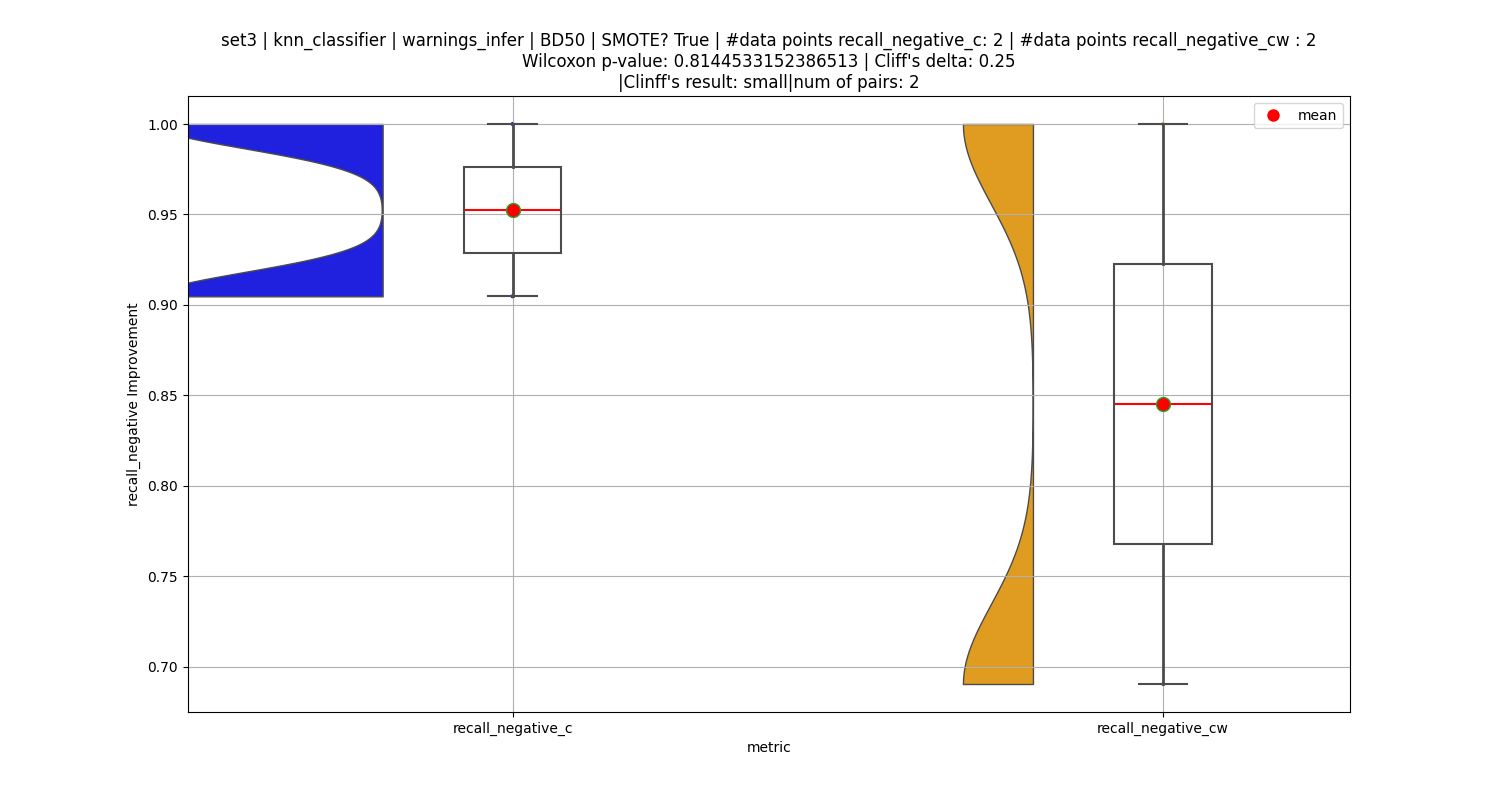 set3 | knn_classifier | warnings_infer | BD50 | SMOTE? True | #data points recall_negative_c: 2 | #data points recall_negative_cw : 2
Wilcoxon p-value: 0.8144533152386513 | Cliff's delta: 0.25
|Clinff's result: small|num of pairs: 2
mean
1.00
0.95
0.90
0.85
0.80
0.75
0.70
recall_negative Improvement
recall_negative_c
recall_negative_cw
metric